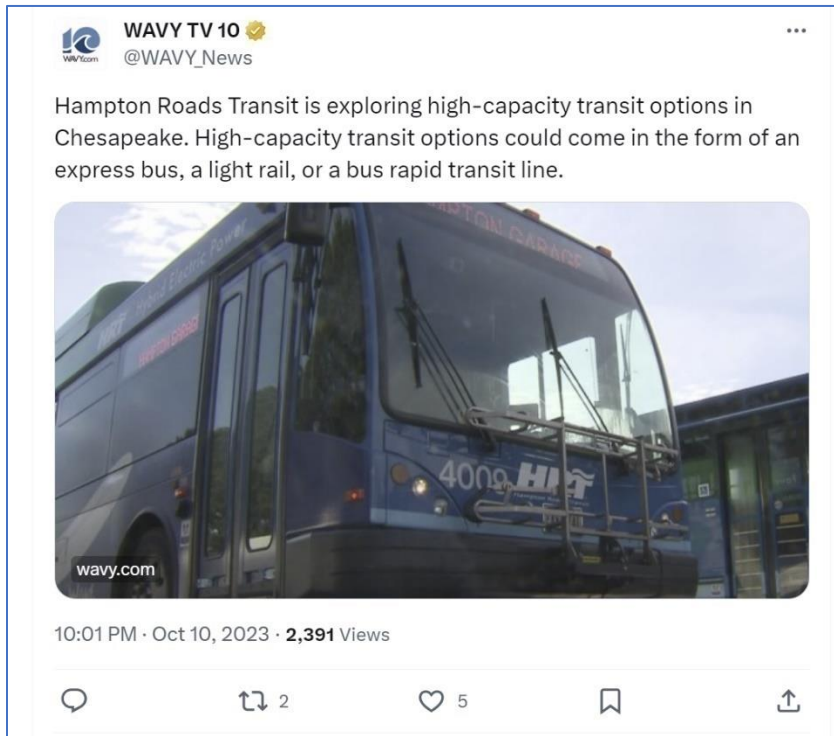 WAVY TV 10
@WAVY_News
WAVY.com
Hampton Roads Transit is exploring high-capacity transit options in
Chesapeake. High-capacity transit options could come in the form of an
express bus, a light rail, or a bus rapid transit line.
HAMPTON GARAGE
Hybrid Electric Power
HRT
HAMPTON GARAGE
4009 HRT
wavy.com
10:01 PM · Oct 10, 2023 · 2,391 Views
2
5